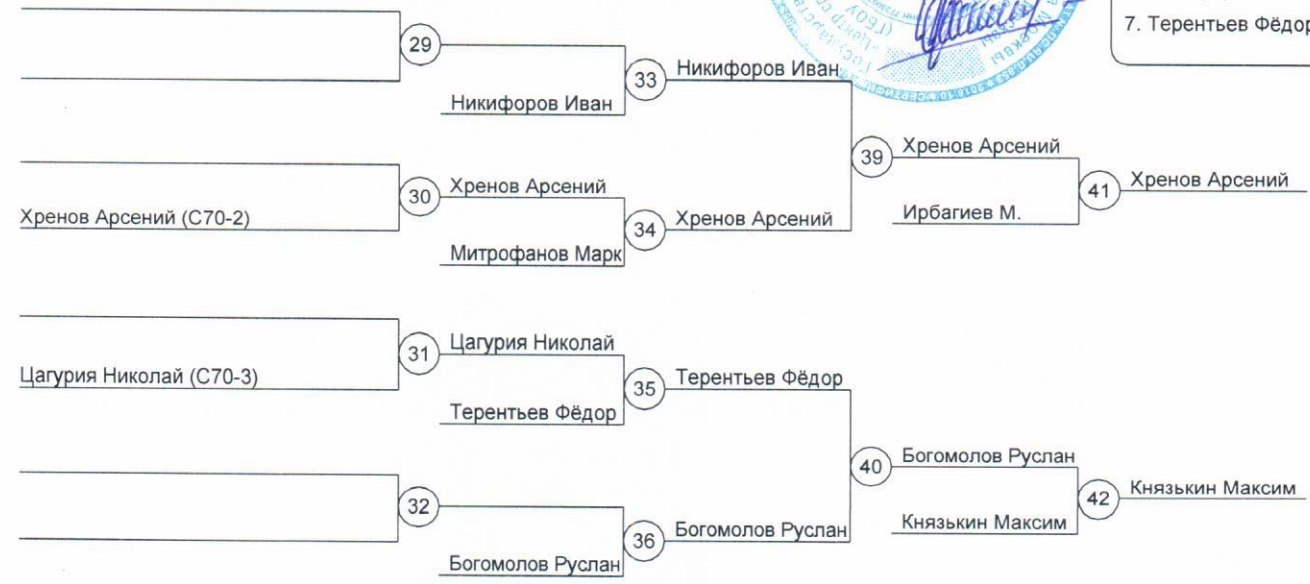 7. Терентьев Фёдор
29
33
Никифоров Иван
Никифоров Иван
39
Хренов Арсений
30
Хренов Арсений
41
Хренов Арсений
Хренов Арсений (С70-2)
34
Хренов Арсений
Ирбагиев М.
Митрофанов Марк
31
Цагурия Николай
Цагурия Николай (С70-3)
35
Терентьев Фёдор
Терентьев Фёдор
40
Богомолов Руслан
32
42
Князькин Максим
36
Богомолов Руслан
Князькин Максим
Богомолов Руслан